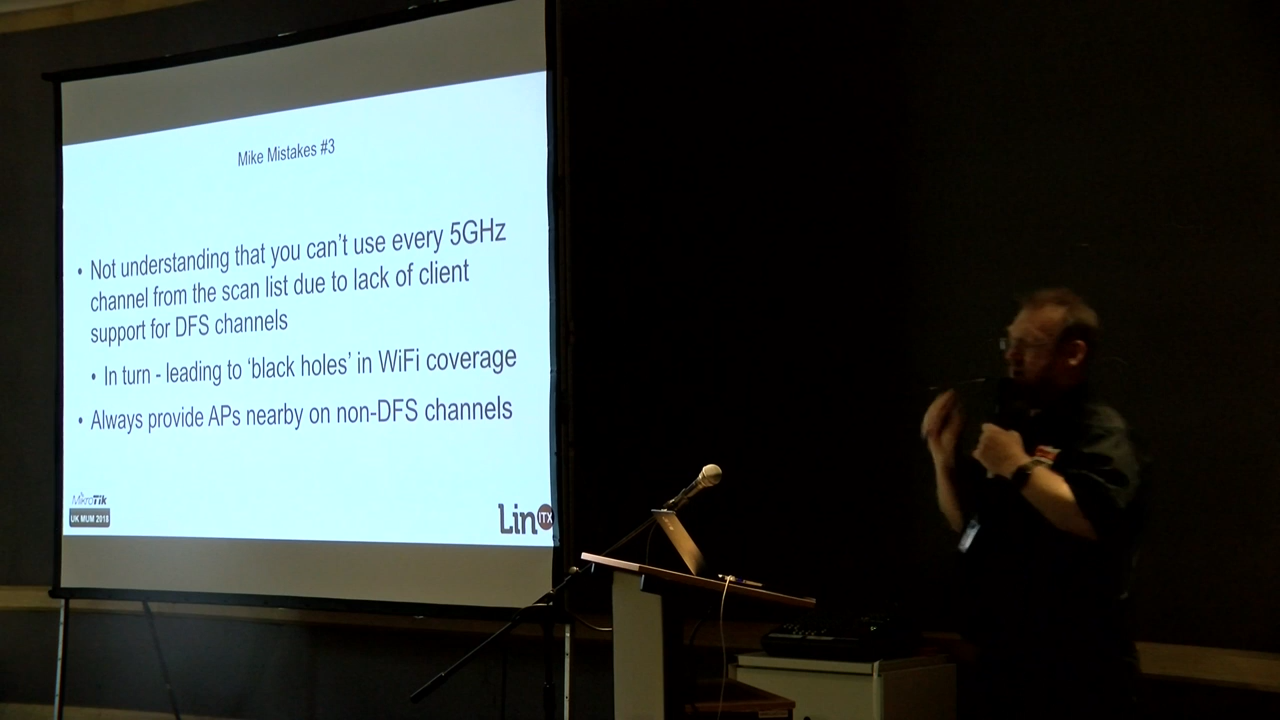 Mike Mistakes #3
• Not understanding that you can't use every 5GHz
channel from the scan list due to lack of client
support for DFS channels
• In turn - leading to 'black holes' in WiFi coverage
• Always provide APs nearby on non-DFS channels
MikroTik
UK MUM 2018
Lin ITX